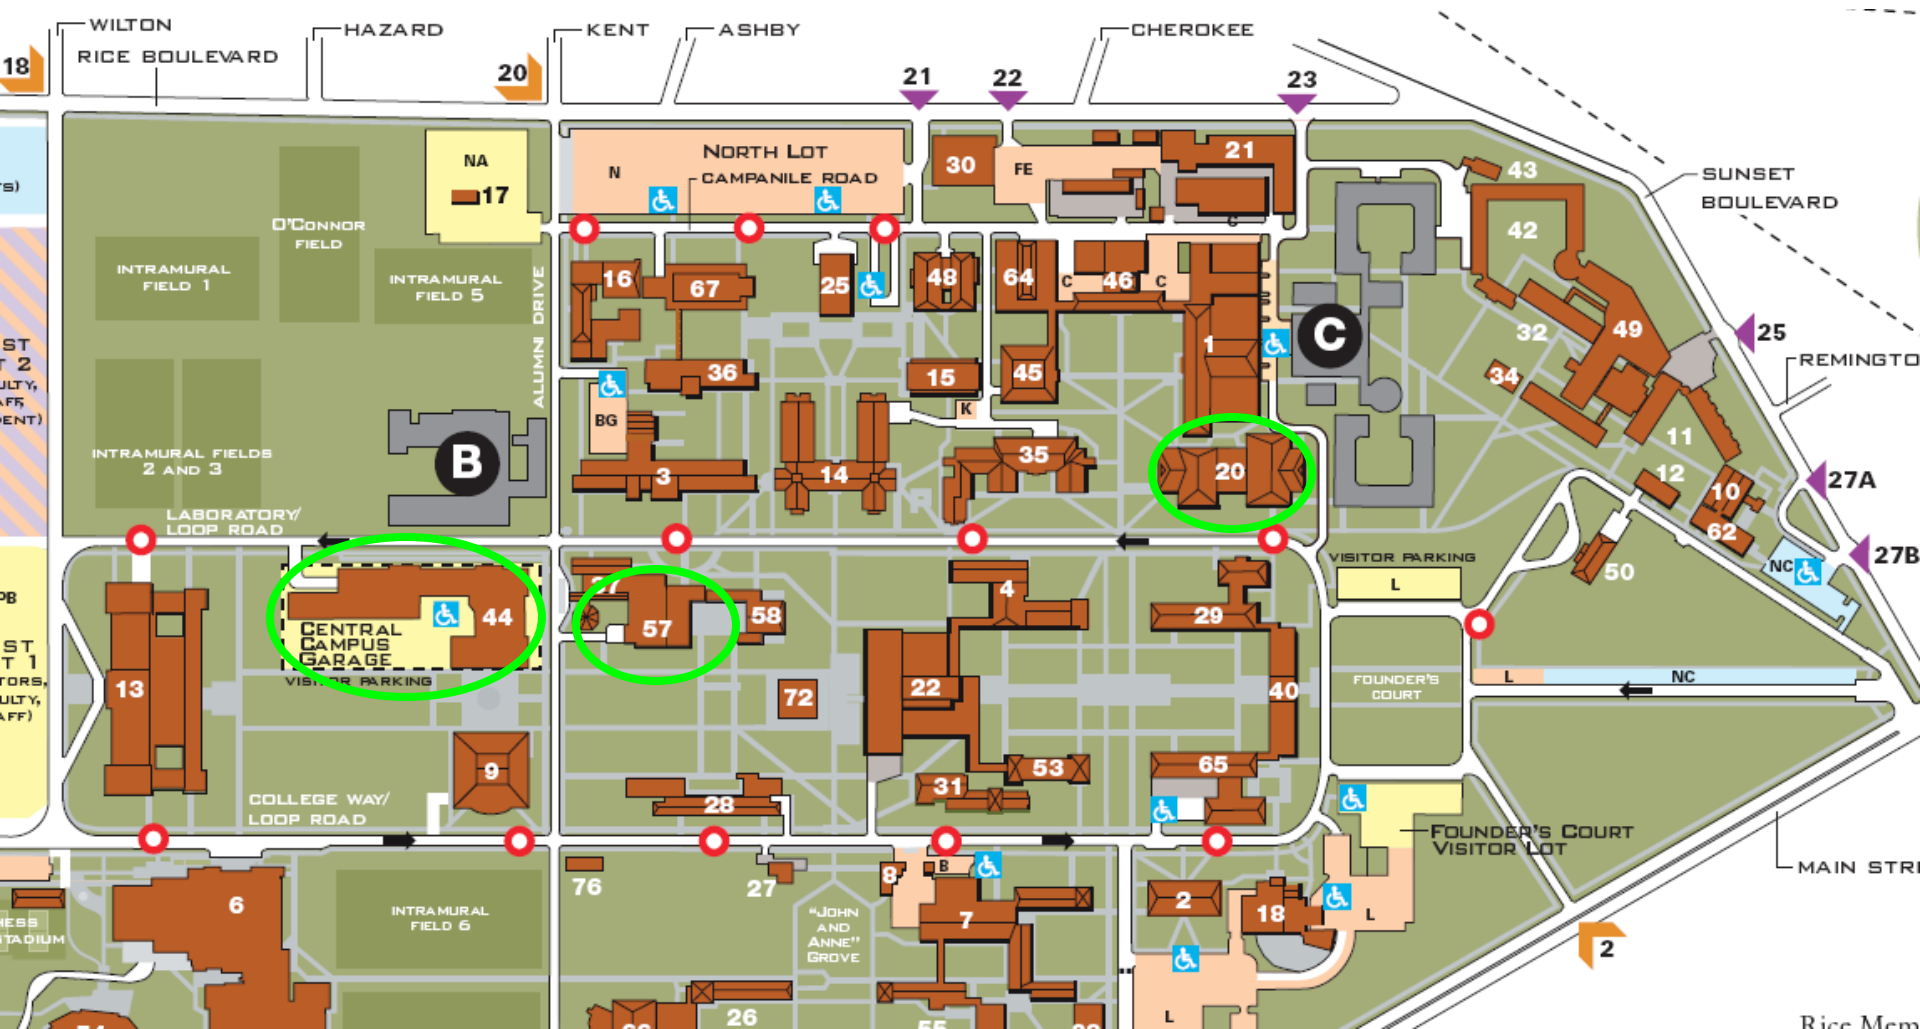 WILTON
HAZARD
KENT
ASHBY
CHEROKEE
RICE BOULEVARD
18
20
21
22
23
SUNSET
BOULEVARD
NA
17
NORTH LOT
N
CAMPANILE ROAD
30
FE
21
C
43
42
O'CONNOR
FIELD
INTRAMURAL
FIELD 1
INTRAMURAL
FIELD 5
ALUMNI DRIVE
16
67
25
48
64
C
46
C
1
C
32
49
25
REMINGTO
34
36
15
45
K
BG
B
INTRAMURAL FIELDS
2 AND 3
3
14
35
20
11
12
10
62
27A
27B
LABORATORY/
LOOP ROAD
VISITOR PARKING
L
50
NC
44
CENTRAL
CAMPUS
GARAGE
VISITOR PARKING
57
58
4
29
13
72
22
40
FOUNDER'S
COURT
L
NC
9
28
31
53
65
COLLEGE WAY/
LOOP ROAD
FOUNDER'S COURT
VISITOR LOT
MAIN STRE
6
76
27
8
B
7
2
18
L
2
INTRAMURAL
FIELD 6
"JOHN
AND
ANNE"
GROVE
26
L